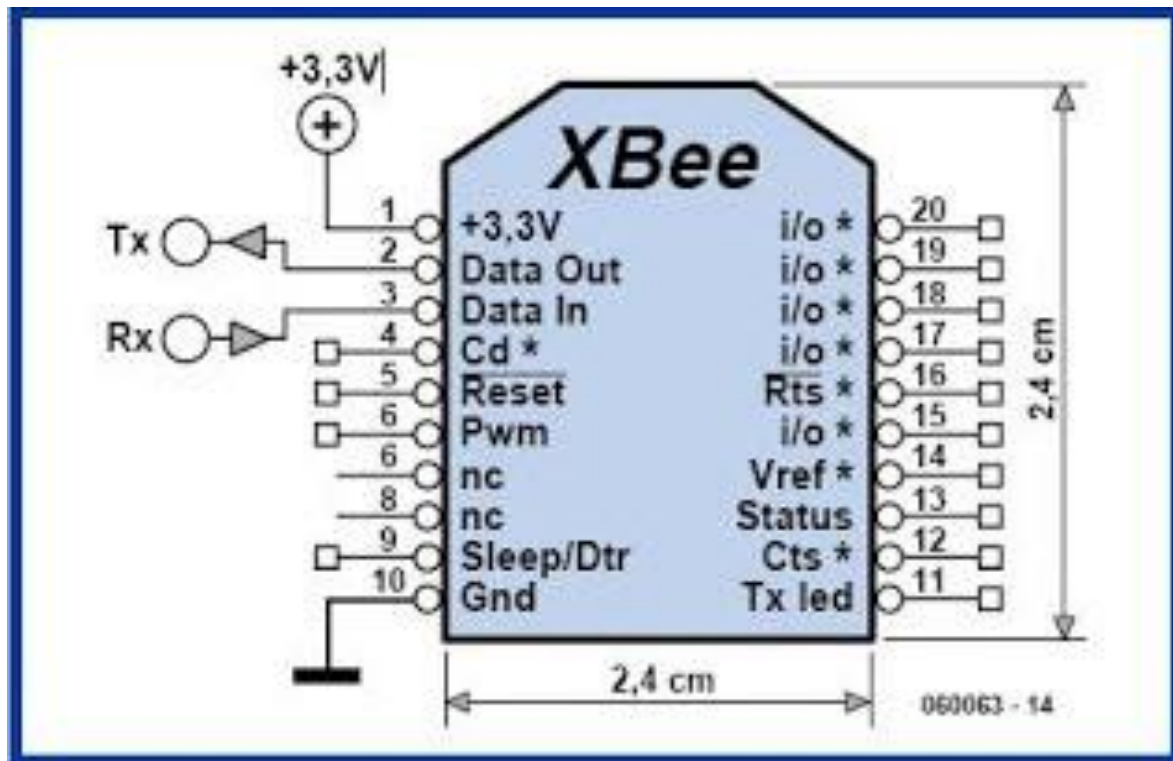 +3,3V
XBee
Tx
1 +3,3V
2 Data Out
Rx
3 Data In
4 Cd *
5 Reset
6 Pwm
6 nc
8 nc
9 Sleep/Dtr
10 Gnd
i/o * 20
i/o * 19
i/o * 18
i/o * 17
Rts * 16
i/o * 15
Vref * 14
Status 13
Cts * 12
Tx led 11
2,4 cm
2,4 cm
060063 - 14